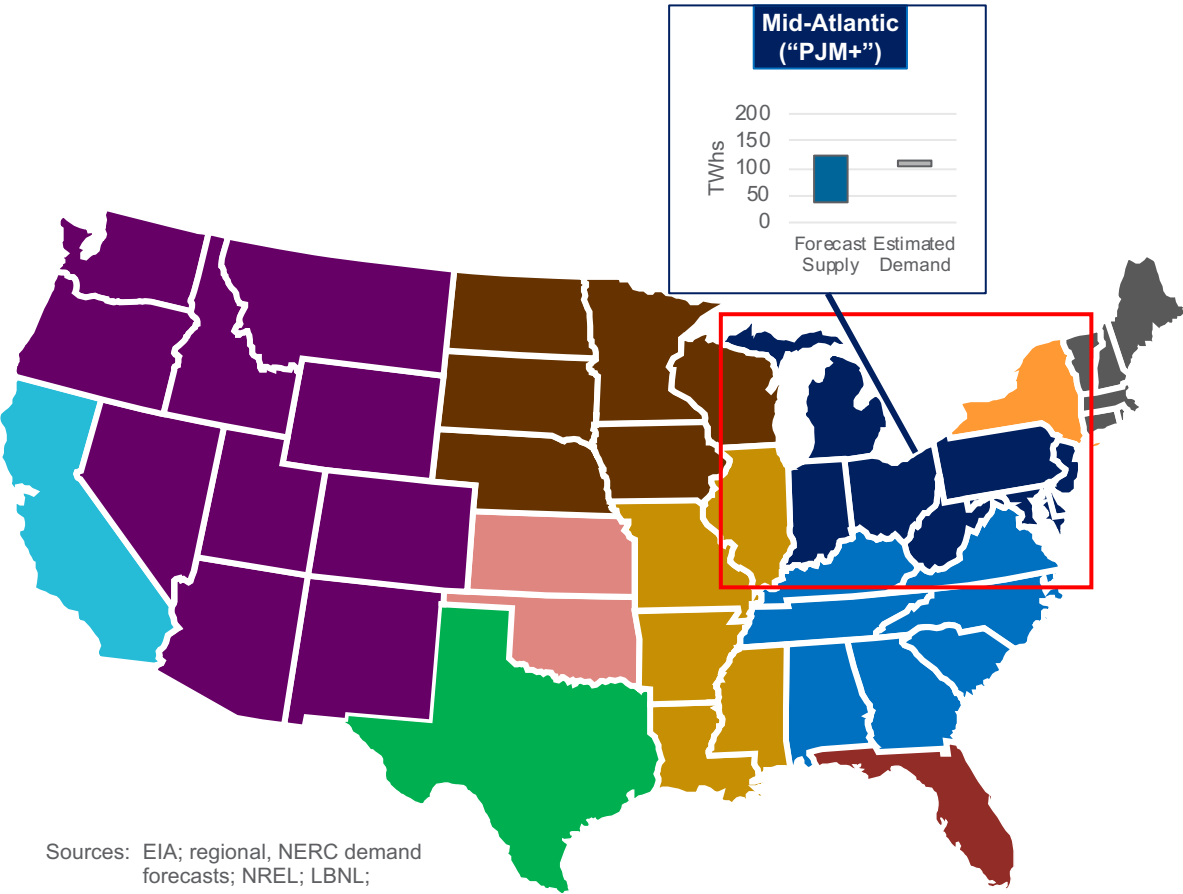 Mid-Atlantic
(“PJM+”)
200
150
100
50
0
TWhs
Forecast Supply
Estimated Demand
Sources: EIA; regional, NERC demand
forecasts; NREL; LBNL;